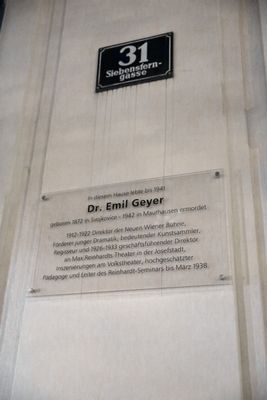 31
Siebenstern-
gasse
In diesem Hause lebte bis 1941
Dr. Emil Geyer
geboren 1872 in - 1942 in Mauthausen ermordet
1912-1922 Direktor der Neuen Wiener Bühne,
Förderer junger Dramatik, bedeutender Kunstsammler,
Regisseur und 1926-1933 geschäftsführender Direktor
an Max Reinhardts Theater in der Josefstadt,
Inszenierungen am Volkstheater, hochgeschätzter
Pädagoge und Leiter des Reinhardt-Seminars bis März 1938.